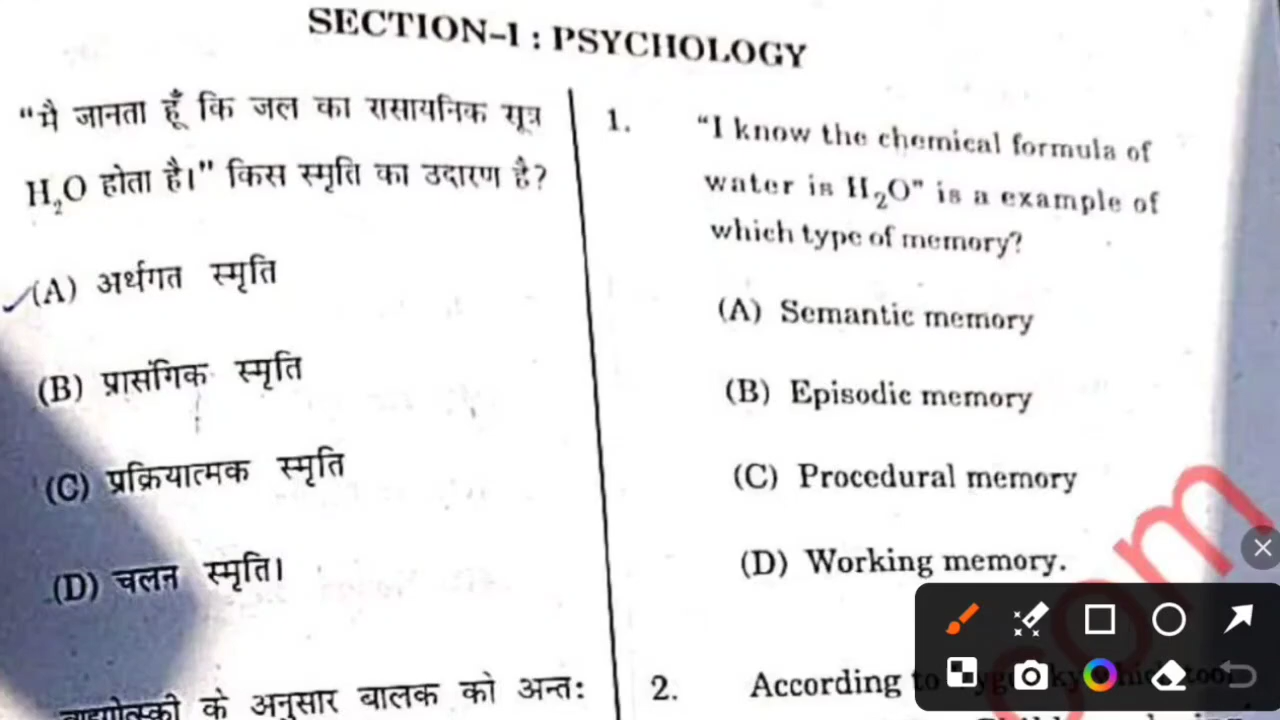 SECTION-I : PSYCHOLOGY
"मै जानता हूँ कि जल का रासायनिक सूत्र
H₂O होता है।" किस स्मृति का उदारण है?
(A) अर्थगत स्मृति
(B) प्रासंगिक स्मृति
(C) प्रक्रियात्मक स्मृति
(D) चलन स्मृति।
के अनुसार बालक को अन्तः
1. "I know the chemical formula of
water is H₂O" is a example of
which type of memory?
(A) Semantic memory
(B) Episodic memory
(C) Procedural memory
(D) Working memory.
2. According to
com